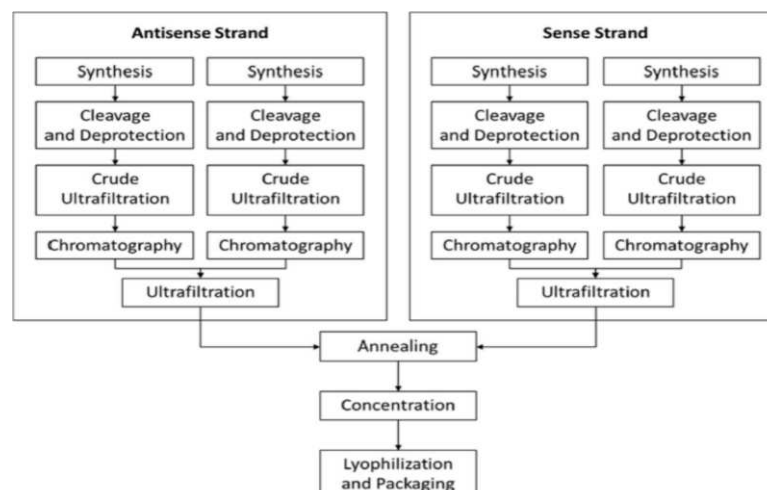 Antisense Strand
Sense Strand
Synthesis
Synthesis
Synthesis
Synthesis
Cleavage
and Deprotection
Cleavage
and Deprotection
Cleavage
and Deprotection
Cleavage
and Deprotection
Crude
Ultrafiltration
Crude
Ultrafiltration
Crude
Ultrafiltration
Crude
Ultrafiltration
Chromatography
Chromatography
Chromatography
Chromatography
Ultrafiltration
Ultrafiltration
Annealing
Concentration
Lyophilization
and Packaging